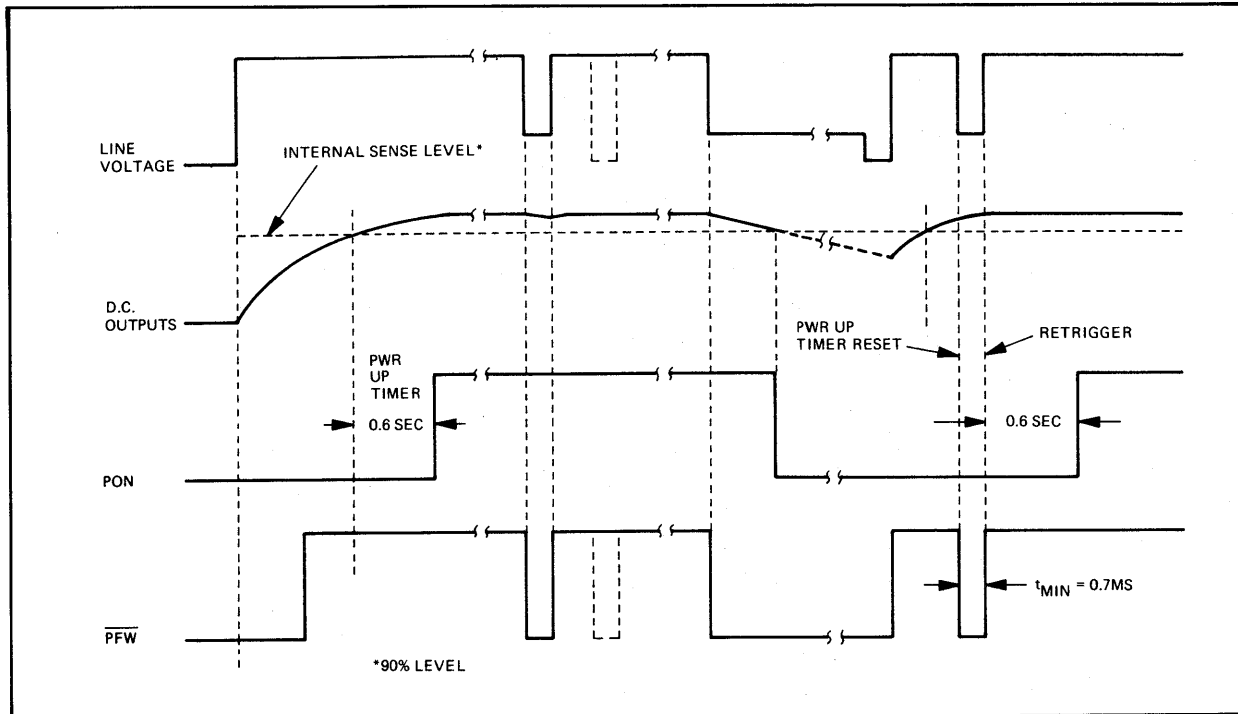 LINE
VOLTAGE
INTERNAL SENSE LEVEL*
D.C.
OUTPUTS
PWR UP
TIMER RESET
RETRIGGER
PWR
UP
TIMER
0.6 SEC
0.6 SEC
PON
tMIN = 0.7MS
PFW
*90% LEVEL